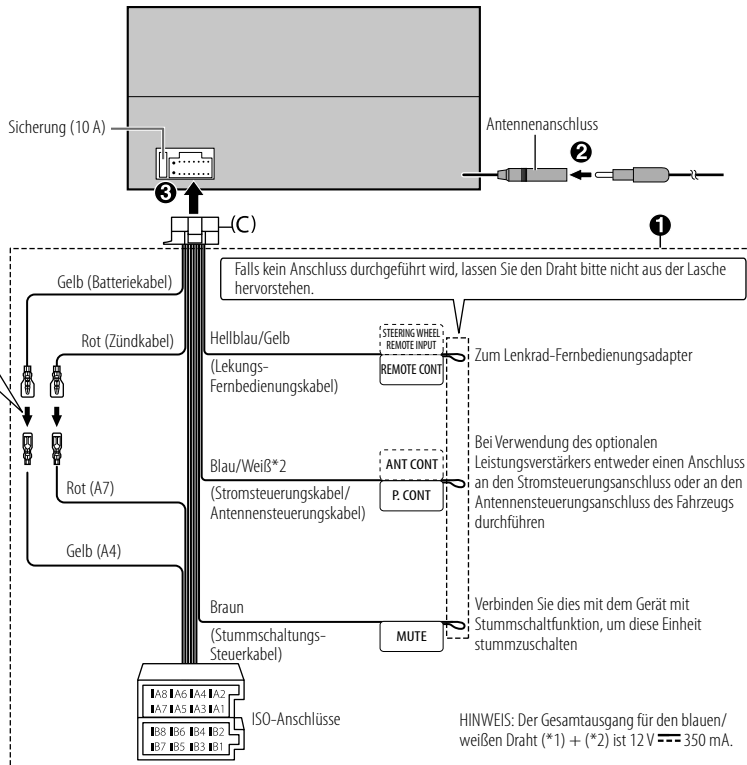 Sicherung (10 A)
Antennenanschluss
❷
❸
(C)
❶
Falls kein Anschluss durchgeführt wird, lassen Sie den Draht bitte nicht aus der Lasche
hervorstehen.
Gelb (Batteriekabel)
Rot (Zündkabel)
Hellblau/Gelb
(Lekungs-
Fernbedienungskabel)
STEERING WHEEL
REMOTE INPUT
REMOTE CONT
Zum Lenkrad-Fernbedienungsadapter
Blau/Weiß*2
(Stromsteuerungskabel/
Antennensteuerungskabel)
ANT CONT
P. CONT
Bei Verwendung des optionalen
Leistungsverstärkers entweder einen Anschluss
an den Stromsteuerungsanschluss oder an den
Antennensteuerungsanschluss des Fahrzeugs
durchführen
Rot (A7)
Gelb (A4)
Braun
(Stummschaltungs-
Steuerkabel)
MUTE
Verbinden Sie dies mit dem Gerät mit
Stummschaltfunktion, um diese Einheit
stummzuschalten
A8 A6 A4 A2
A7 A5 A3 A1
B8 B6 B4 B2
B7 B5 B3 B1
ISO-Anschlüsse
HINWEIS: Der Gesamtausgang für den blauen/
weißen Draht (*1) + (*2) ist 12 V ⎓ 350 mA.